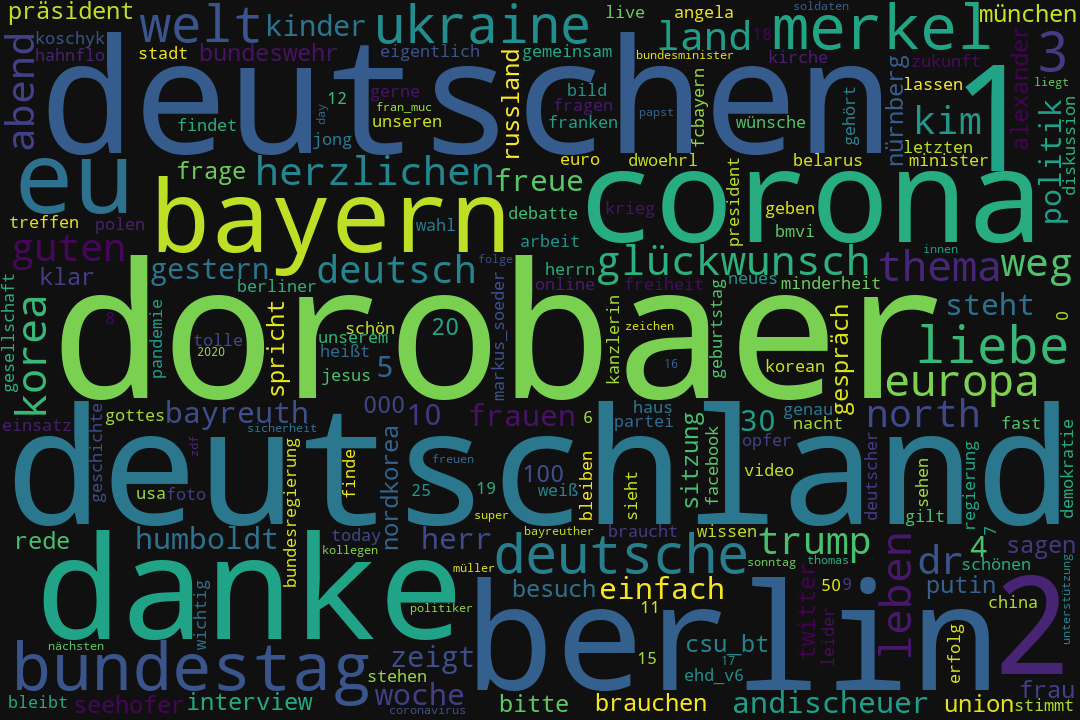 präsident
welt
kinder
ukraine
live
angela
soldaten
münchen
koschyk
hahnflo
stadt
bundeswehr
eigentlich
gemeinsam
land
18
merkel
bundesminister
kirche
zukunft
3
abend
deutschen
12
gerne
fran_muc
unseren
day
findet
jong
russland
bild
fragen
franken
papst
fcbayern
wünsche
gehört
nürnberg
lassen
kim
letzten
minister
1
alexander
politik
liegt
diskussion
eu
frage
herzlichen
freue
euro
dwoehrl
belarus
corona
treffen
polen
bayern
wahl
debatte
arbeit
krieg
president
geben
bmvi
innen
guten
klar
gestern
berliner
deutsch
folge
herrn
online
glückwunsch
freiheit
neues
minderheit
thema
weg
gesellschaft
korea
8
dorobaer
pandemie
tolle
2020
spricht
schön
unserem
heißt
jesus
20
5
markus_soeder
kanzlerin
zeichen
16
geburtstag
korean
gespräch
steht
0
liebe
europa
einsatz
gottes
bayreuth
000
10
frauen
6
haus
partei
30
genau
nacht
north
fast
geschichte
deutschland
zdf
sicherheit
usa
foto
bundesregierung
finde
nordkorea
freuen
25
19
100
weiß
bleiben
sieht
sitzung
facebook
opfer
video
deutscher
sehen
gilt
regierung
demokratie
rede
humboldt
today
kollegen
herr
super
bayreuther
braucht
wissen
deutsche
müller
sonntag
trump
thomas
dr
4
7
schönen
sagen
danke
wichtig
politiker
besuch
einfach
11
berlin
twitter
leider
50
9
leben
putin
china
2
unterstützung
nächsten
bundestag
zeigt
stehen
15
csu_bt
17
ehd_v6
erfolg
frau
bleibt
seehofer
interview
woche
coronavirus
bitte
brauchen
andischeuer
union
stimmt